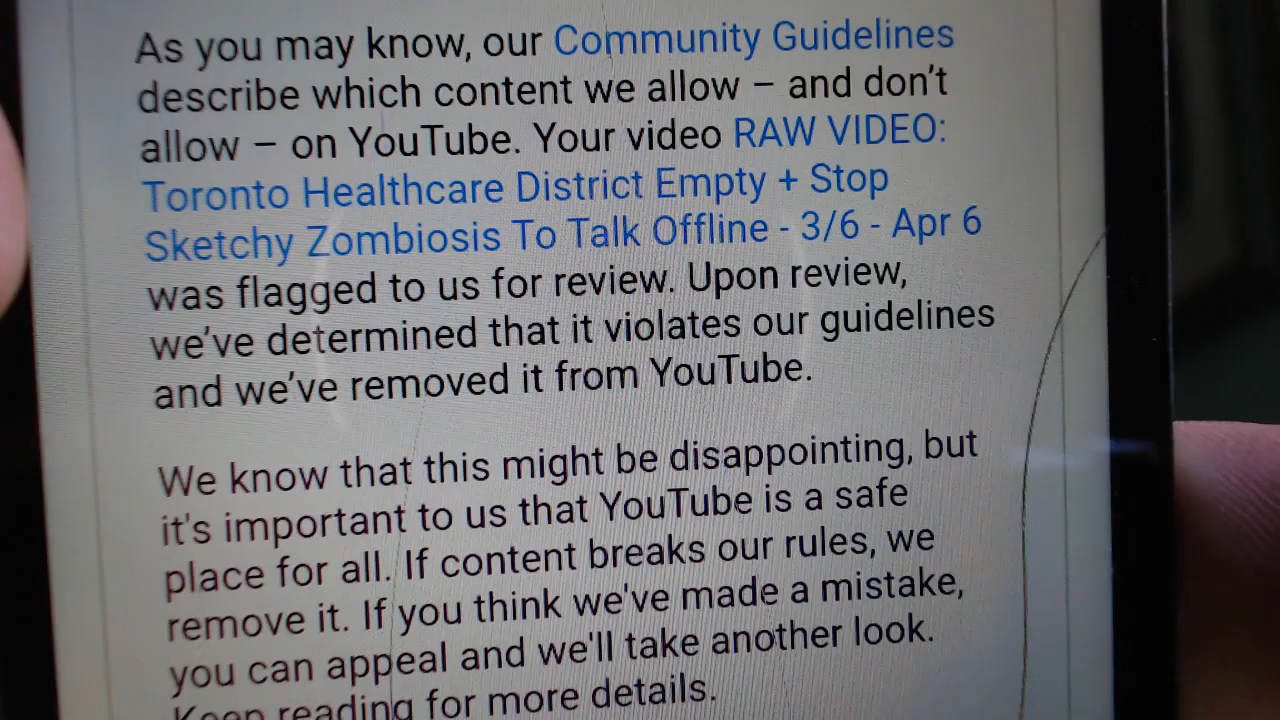 As you may know, our Community Guidelines
describe which content we allow – and don't
allow – on YouTube. Your video RAW VIDEO:
Toronto Healthcare District Empty + Stop
Sketchy Zombiosis To Talk Offline - 3/6 - Apr 6
was flagged to us for review. Upon review,
we've determined that it violates our guidelines
and we've removed it from YouTube.
We know that this might be disappointing, but
it's important to us that YouTube is a safe
place for all. If content breaks our rules, we
remove it. If you think we've made a mistake,
you can appeal and we'll take another look.
Keep reading for more details.